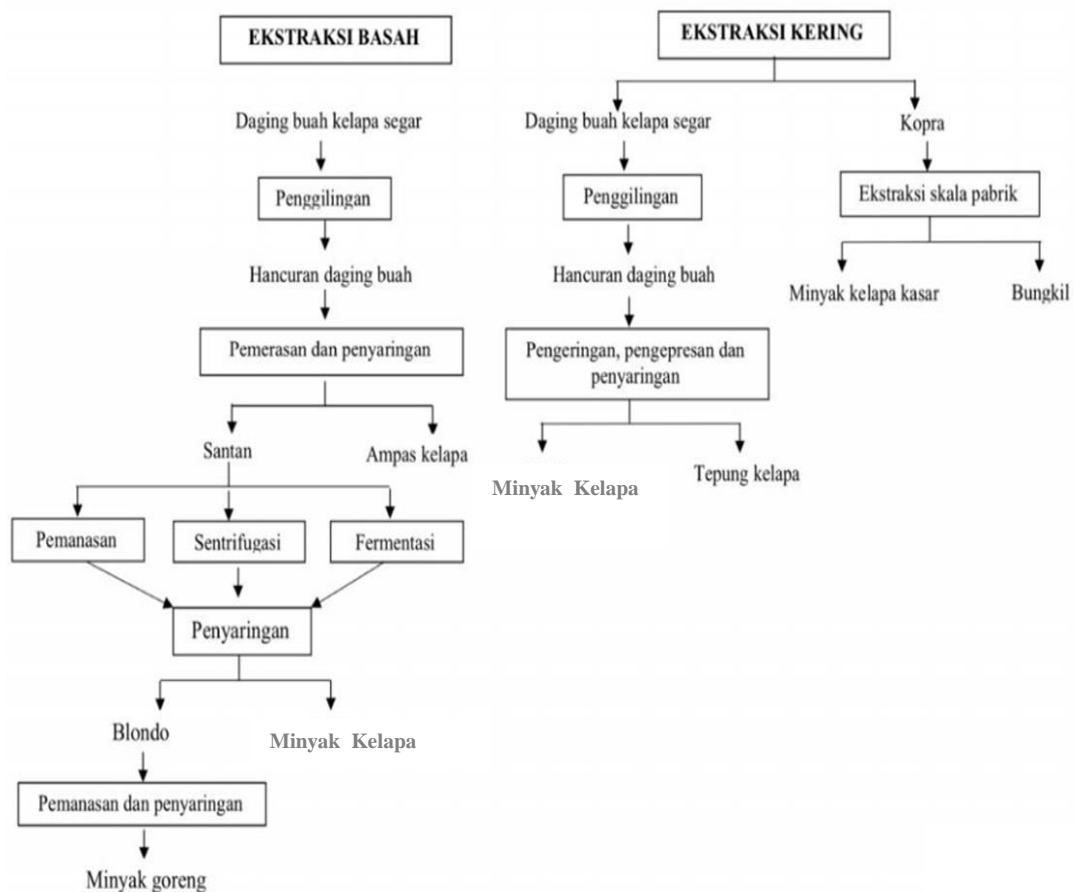 EKSTRAKSI BASAH
Daging buah kelapa segar
Penggilingan
Hancuran daging buah
Pemerasan dan penyaringan
Santan
Ampas kelapa
Pemanasan
Sentrifugasi
Fermentasi
Penyaringan
Blondo
Minyak Kelapa
Pemanasan dan penyaringan
Minyak goreng
EKSTRAKSI KERING
Daging buah kelapa segar
Kopra
Penggilingan
Ekstraksi skala pabrik
Hancuran daging buah
Minyak kelapa kasar
Bungkil
Pengeringan, pengepresan dan
penyaringan
Minyak Kelapa
Tepung kelapa